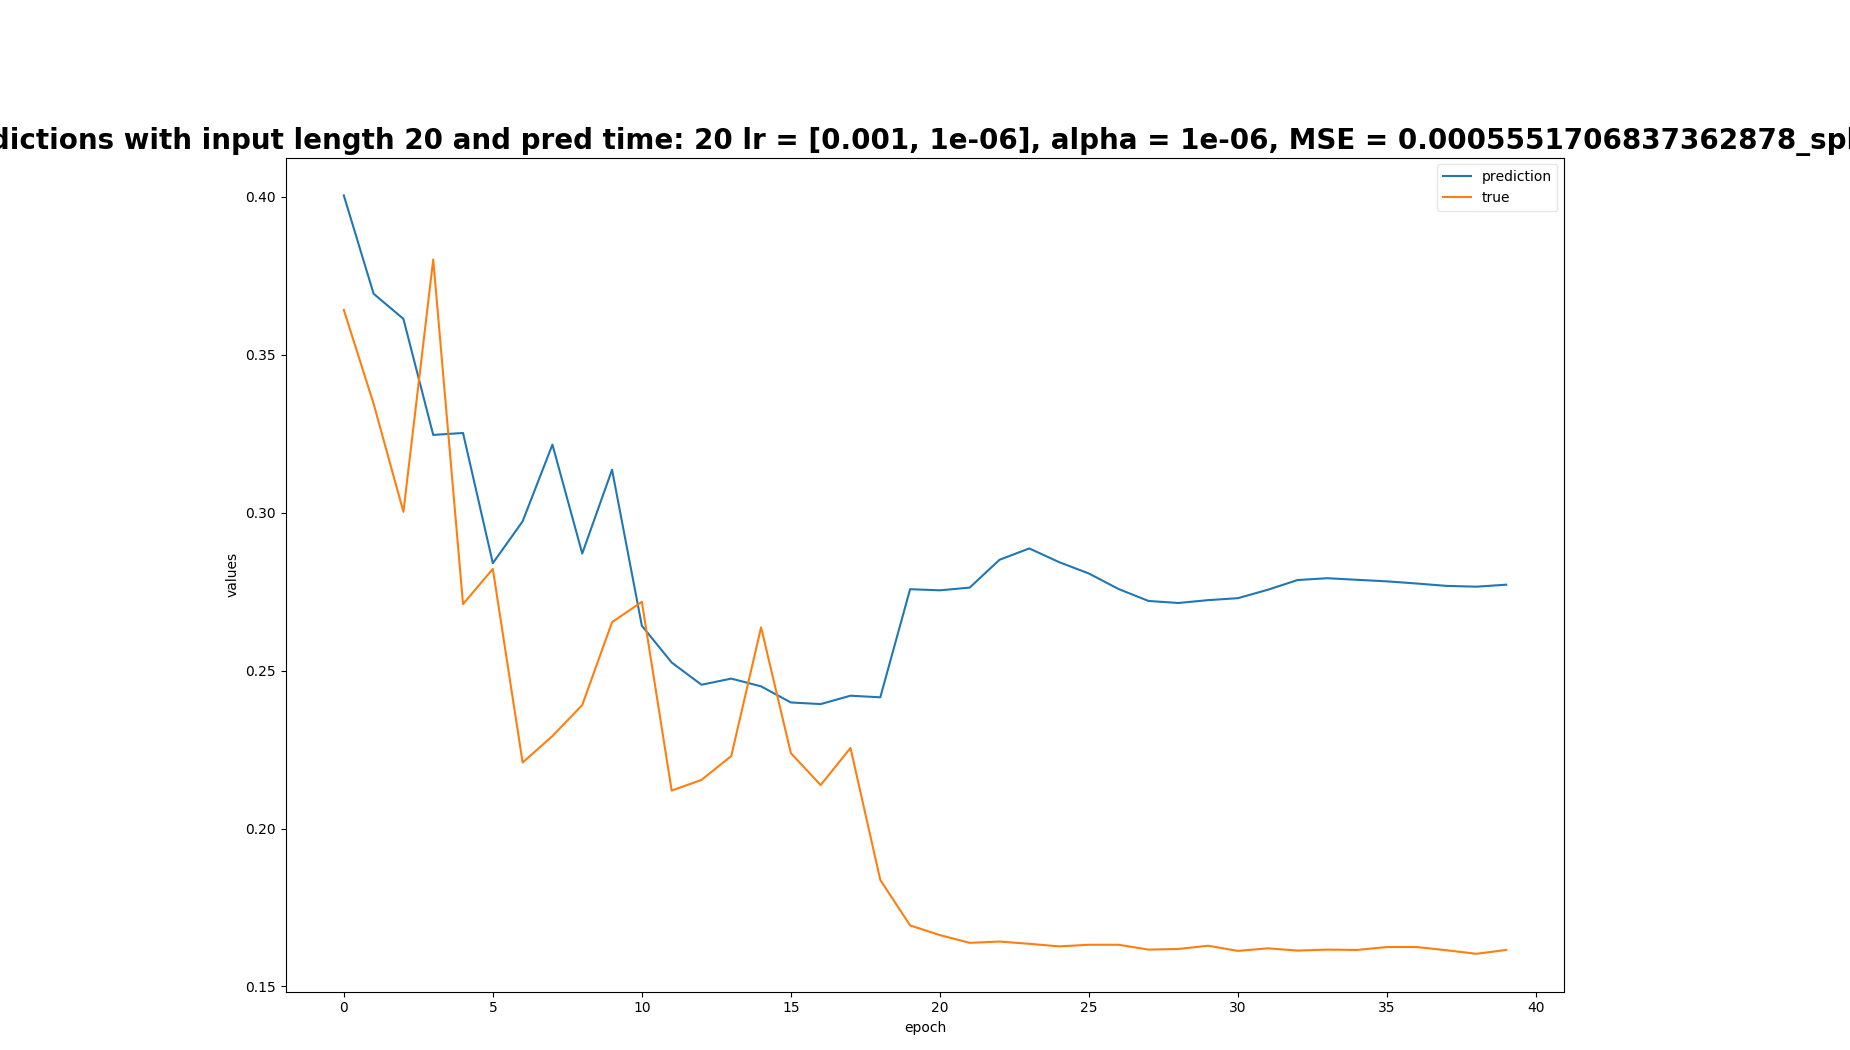 dictions with input length 20 and pred time: 20 lr = [0.001, 1e-06], alpha = 1e-06, MSE = 0.0005551706837362878_spl
prediction
true
0.40
0.35
0.30
0.25
0.20
0.15
values
0 5 10 15 20 25 30 35 40
epoch